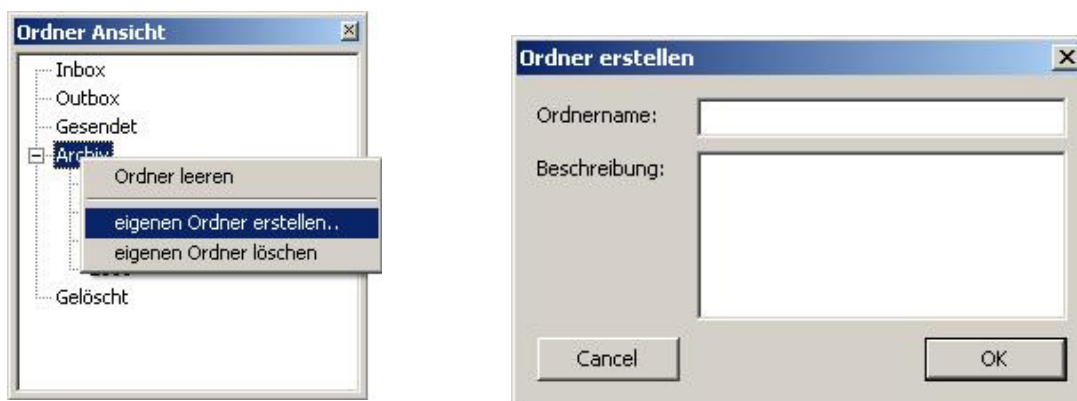 Ordner Ansicht
Inbox
Outbox
Gesendet
Archiv
Ordner leeren
eigenen Ordner erstellen..
eigenen Ordner löschen
Gelöscht
Ordner erstellen
Ordnername:
Beschreibung:
Cancel
OK